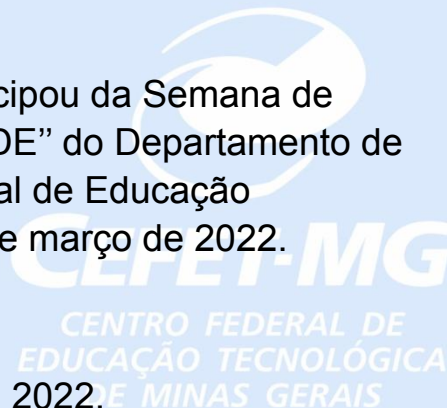 cipou da Semana de
DE” do Departamento de
al de Educação
e março de 2022.
CEFET-MG
CENTRO FEDERAL DE
EDUCAÇÃO TECNOLÓGICA
2022.
DE MINAS GERAIS